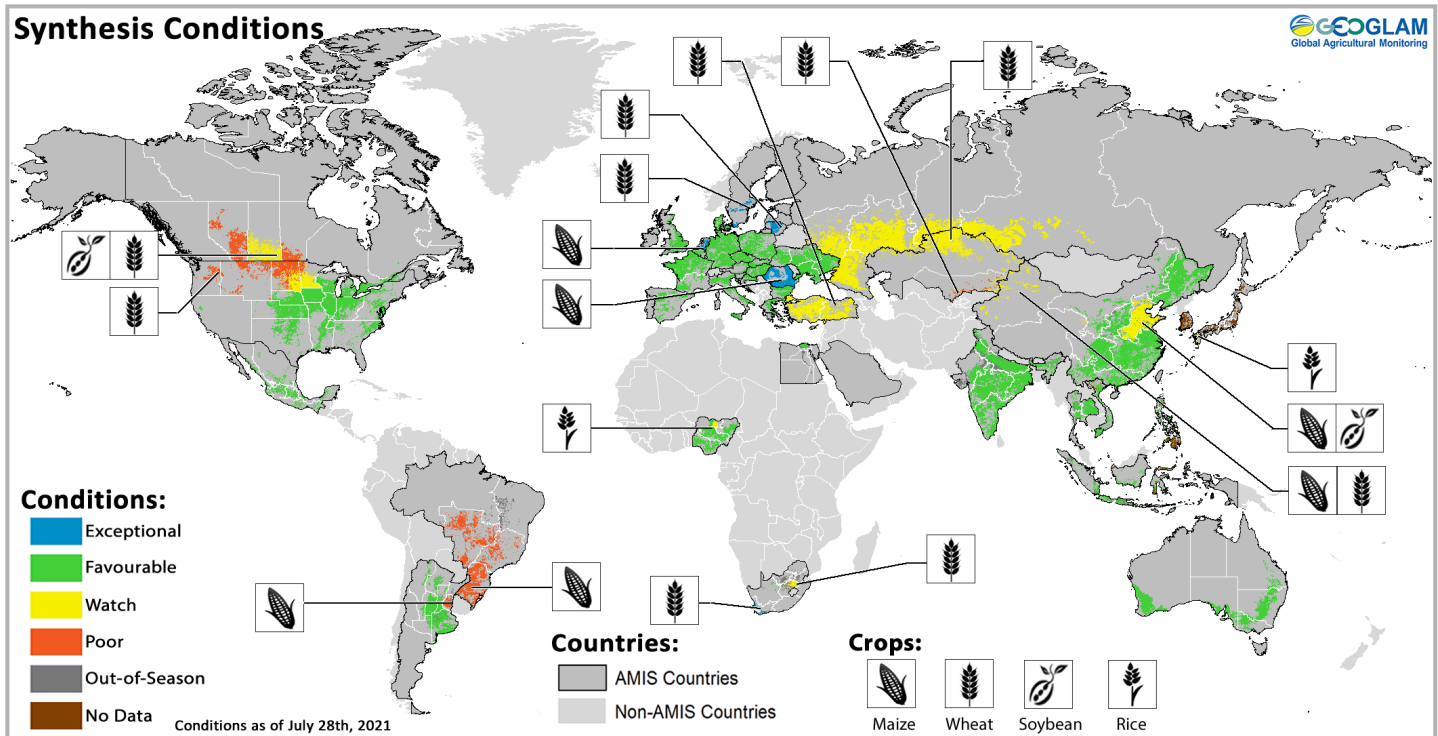 Synthesis Conditions
GEOGLAM
Global Agricultural Monitoring
Conditions:
Exceptional
Favourable
Watch
Poor
Out-of-Season
No Data
Conditions as of July 28th, 2021
Countries:
AMIS Countries
Non-AMIS Countries
Crops:
Maize
Wheat
Soybean
Rice